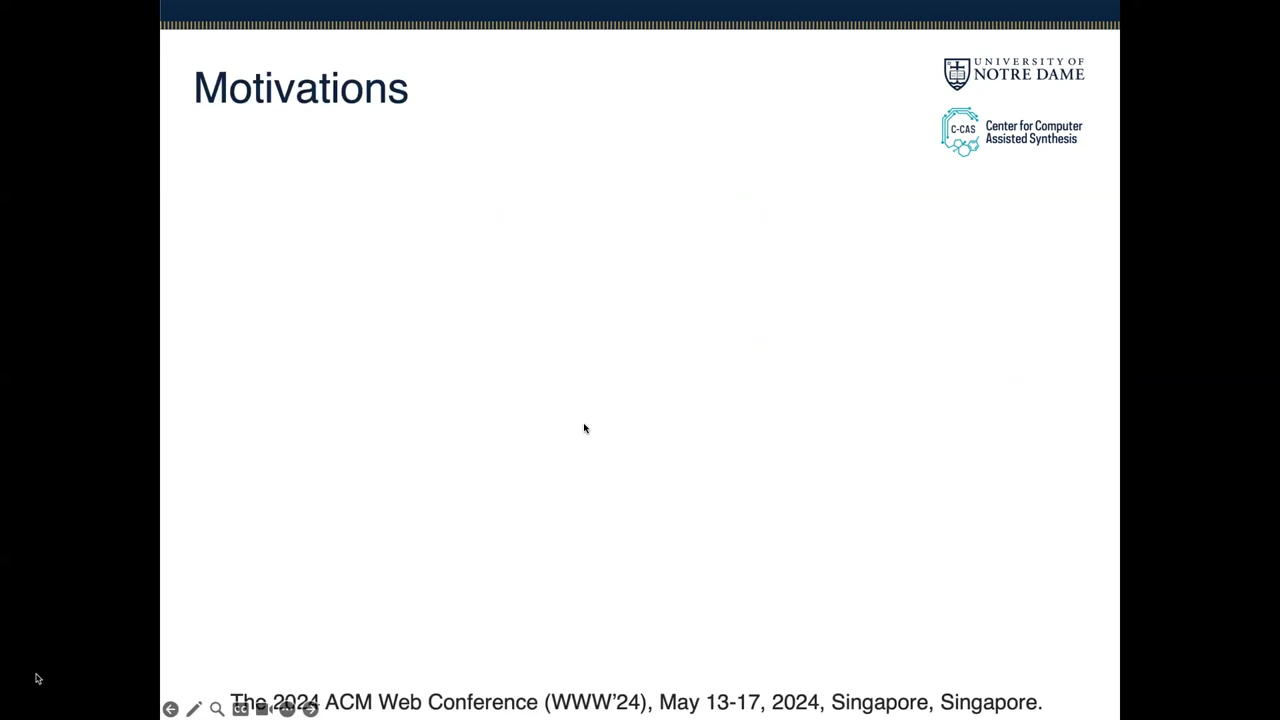 Motivations
UNIVERSITY OF
NOTRE DAME
C-CAS
Center for Computer
Assisted Synthesis
The 2024 ACM Web Conference (WWW'24), May 13-17, 2024, Singapore, Singapore.
CC